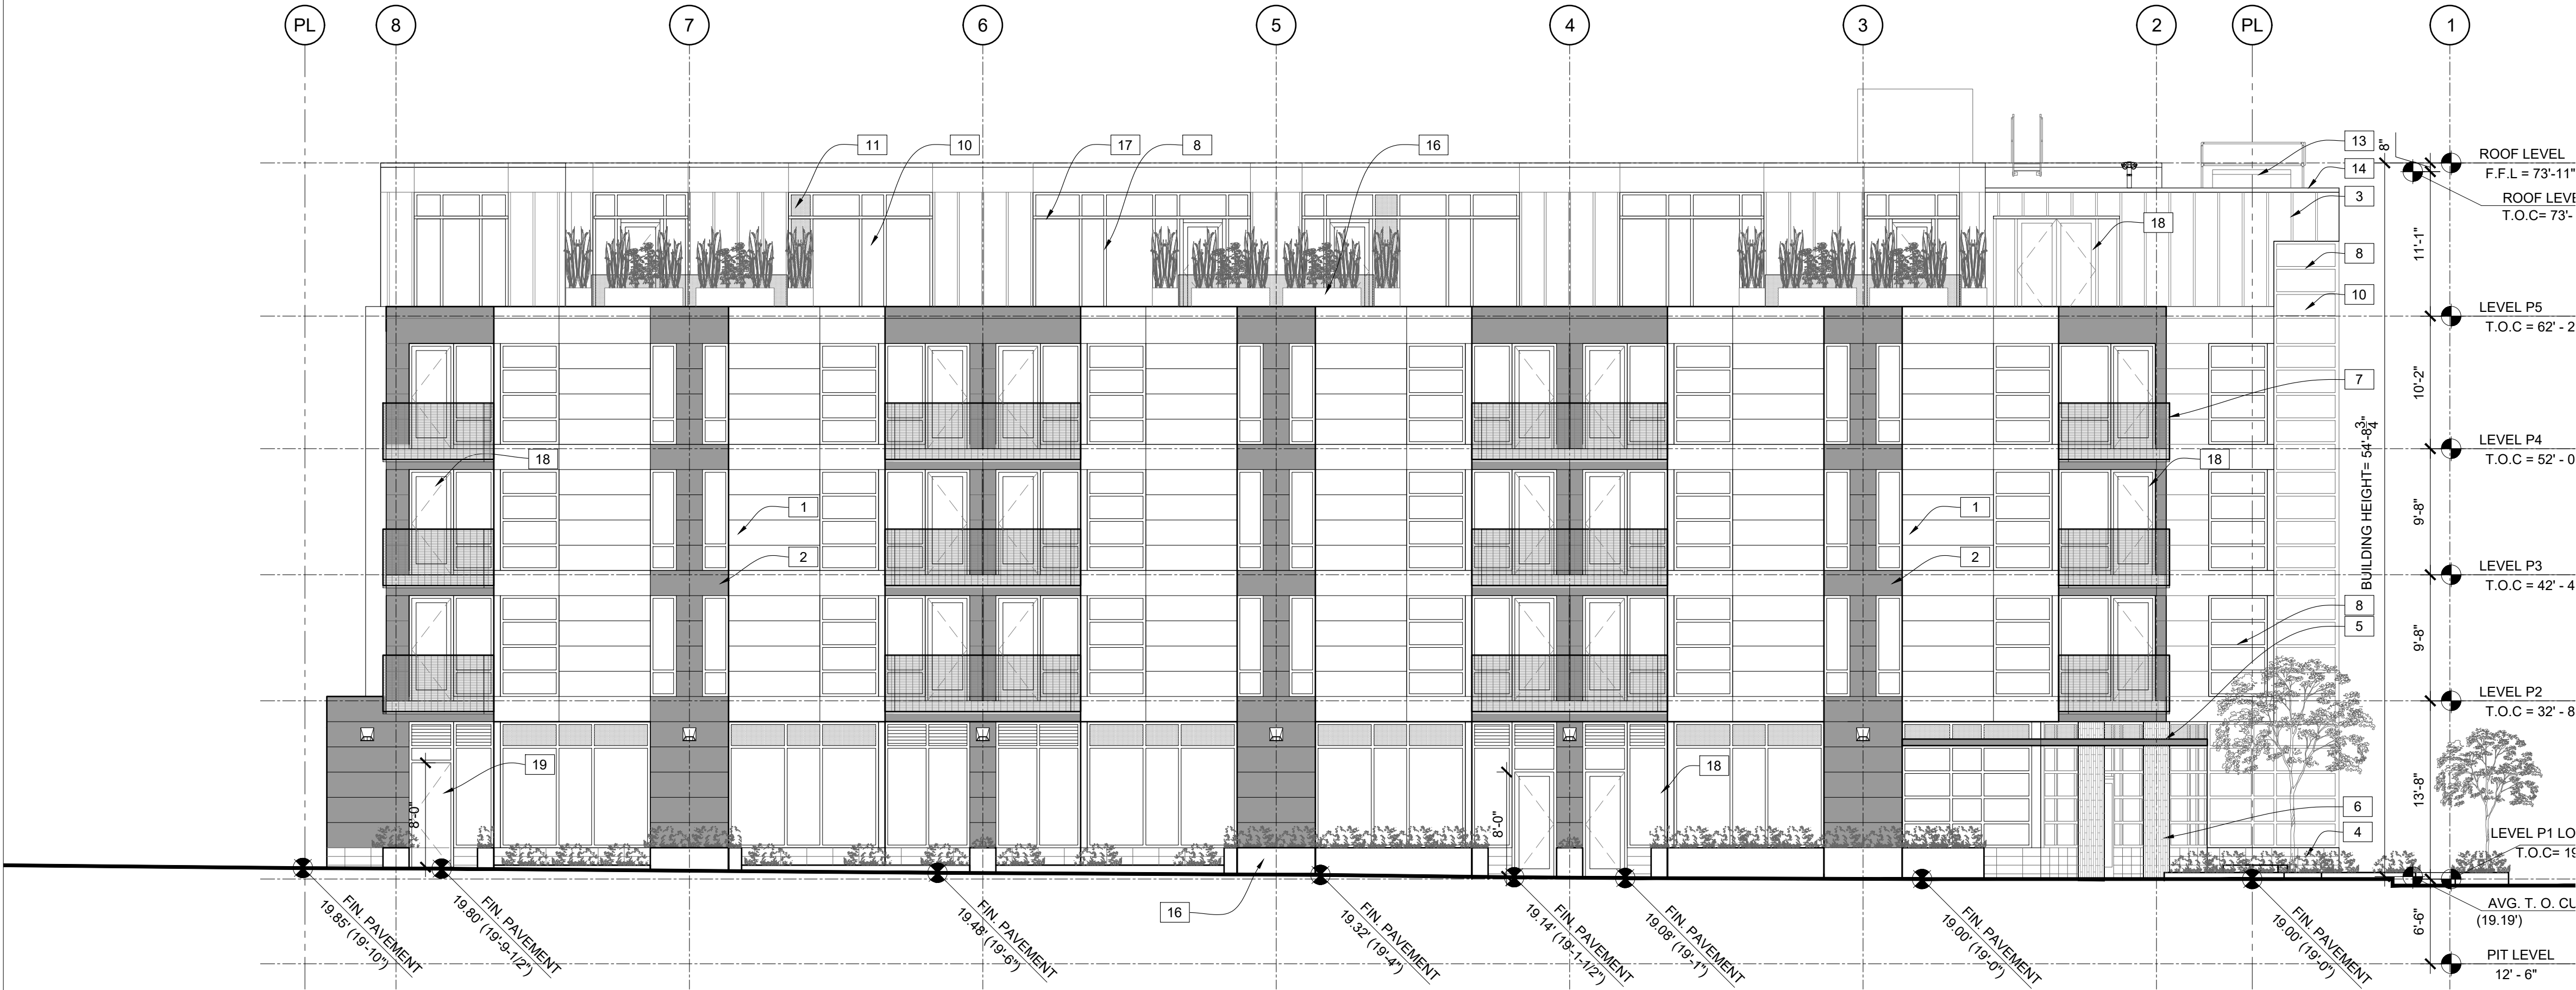 PL
8
7
6
5
4
3
2
PL
1
11
10
17
8
16
13
14
3
18
8
10
7
18
18
1
2
1
2
8
5
19
18
6
4
16
8'-0"
8'-0"
8"
11'-1"
10'-2"
9'-8"
9'-8"
13'-8"
6'-6"
BUILDING HEIGHT= 54'-8 3/4"
ROOF LEVEL
F.F.L = 73'-11"
ROOF LEVE
T.O.C= 73'-
LEVEL P5
T.O.C = 62' - 2
LEVEL P4
T.O.C = 52' - 0
LEVEL P3
T.O.C = 42' - 4
LEVEL P2
T.O.C = 32' - 8
LEVEL P1 LO
T.O.C= 19
AVG. T. O. CU
(19.19')
PIT LEVEL
12' - 6"
FIN. PAVEMENT
19.85' (19'-10")
FIN. PAVEMENT
19.80' (19'-9-1/2")
FIN. PAVEMENT
19.48' (19'-6")
FIN. PAVEMENT
19.32' (19'-4")
FIN. PAVEMENT
19.14' (19'-1-1/2")
FIN. PAVEMENT
19.08' (19'-1")
FIN. PAVEMENT
19.00' (19'-0")
FIN. PAVEMENT
19.00' (19'-0")